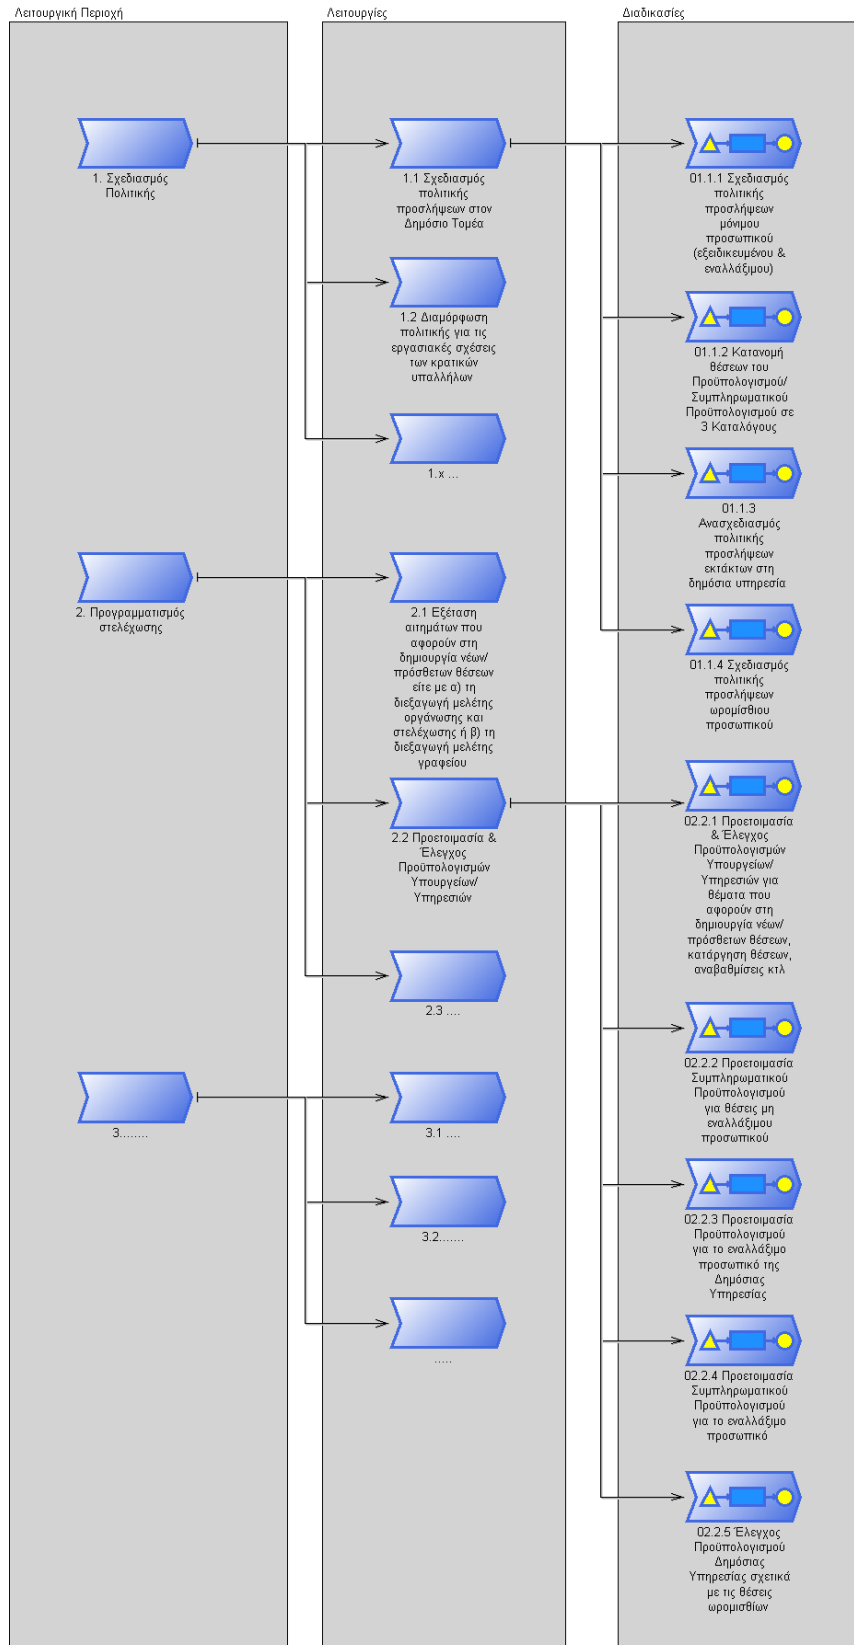 Λειτουργική Περιοχή
Λειτουργίες
Διαδικασίες
1. Σχεδιασμός
Πολιτικής
1.1 Σχεδιασμός
πολιτικής
προσλήψεων στον
Δημόσιο Τομέα
1.2 Διαμόρφωση
πολιτικής για τις
εργασιακές σχέσεις
των κρατικών
υπαλλήλων
1.x ...
01.1.1 Σχεδιασμός
πολιτικής
προσλήψεων
μόνιμου
προσωπικού
(εξειδικευμένου &
εναλλάξιμου)
01.1.2 Κατανομή
θέσεων του
Προϋπολογισμού/
Συμπληρωματικού
Προϋπολογισμού σε
3 Καταλόγους
01.1.3
Ανασχεδιασμός
πολιτικής
προσλήψεων
εκτάκτων στη
δημόσια υπηρεσία
01.1.4 Σχεδιασμός
πολιτικής
προσλήψεων
ωρομίσθιου
προσωπικού
2. Προγραμματισμός
στελέχωσης
2.1 Εξέταση
αιτημάτων που
αφορούν στη
δημιουργία νέων/
πρόσθετων θέσεων
είτε με α) τη
διεξαγωγή μελέτης
οργάνωσης και
στελέχωσης ή β) τη
διεξαγωγή μελέτης
γραφείου
2.2 Προετοιμασία &
Έλεγχος
Προϋπολογισμών
Υπουργείων/
Υπηρεσιών
2.3 ....
02.2.1 Προετοιμασία
& Έλεγχος
Προϋπολογισμών
Υπουργείων/
Υπηρεσιών για
θέματα που
αφορούν στη
δημιουργία νέων/
πρόσθετων θέσεων,
κατάργηση θέσεων,
αναβαθμίσεις κτλ
02.2.2 Προετοιμασία
Συμπληρωματικού
Προϋπολογισμού
για θέσεις μη
εναλλάξιμου
προσωπικού
02.2.3 Προετοιμασία
Προϋπολογισμού
για το εναλλάξιμο
προσωπικό της
Δημόσιας
Υπηρεσίας
02.2.4 Προετοιμασία
Συμπληρωματικού
Προϋπολογισμού
για το εναλλάξιμο
προσωπικό
02.2.5 Έλεγχος
Προϋπολογισμού
Δημόσιας
Υπηρεσίας σχετικά
με τις θέσεις
ωρομισθίων
3........
3.1 ....
3.2.......
.....